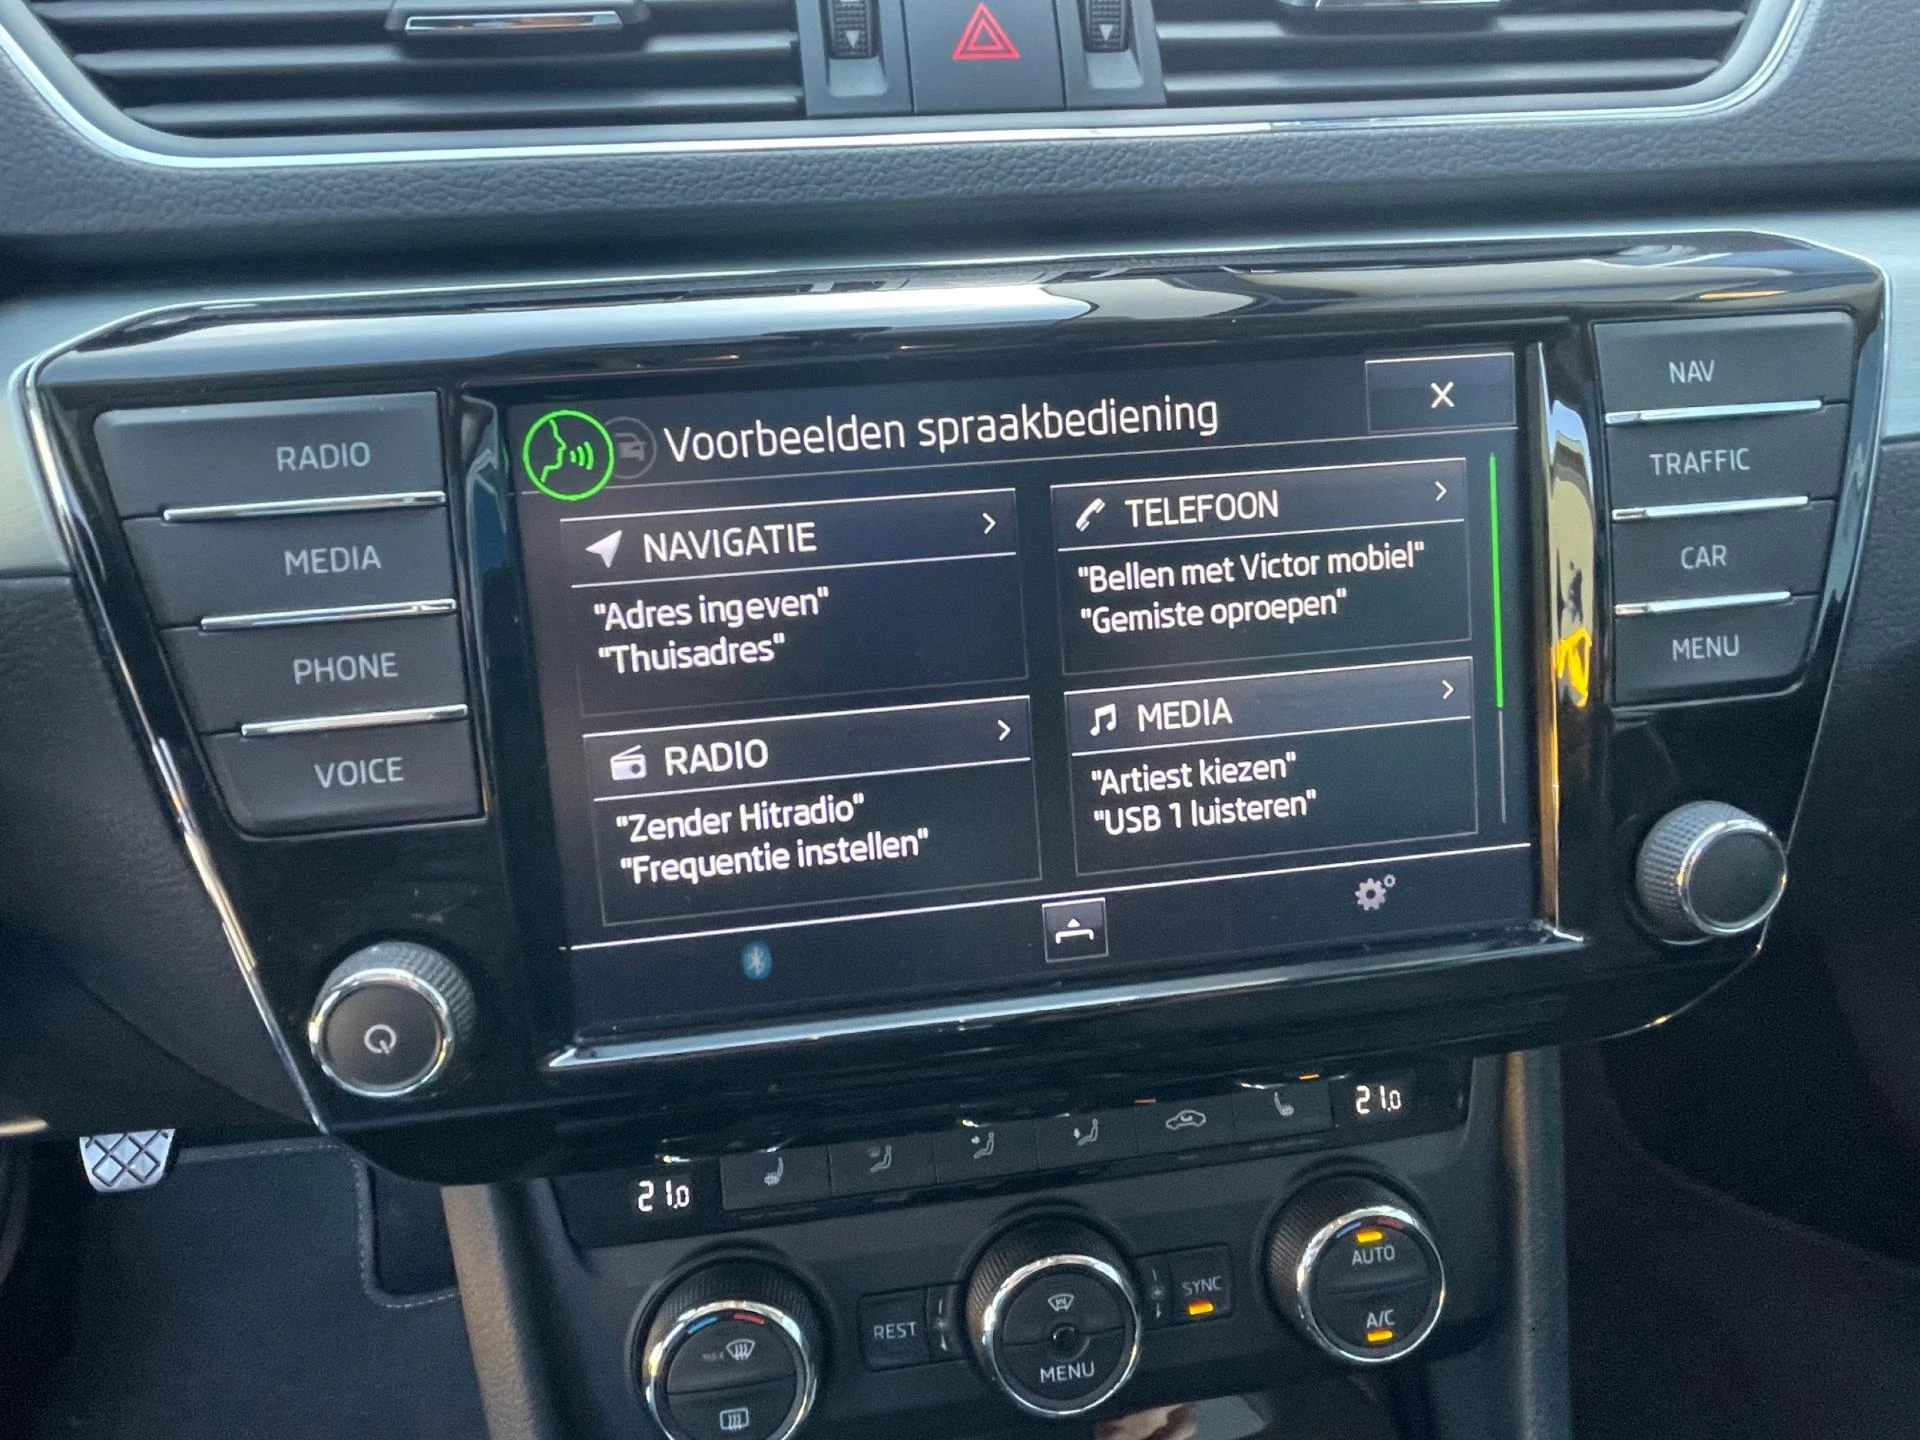 Voorbeelden spraakbediening
X
NAVIGATIE
"Adres ingeven"
"Thuisadres"
TELEFOON
"Bellen met Victor mobiel"
"Gemiste oproepen"
RADIO
"Zender Hitradio"
"Frequentie instellen"
MEDIA
"Artiest kiezen"
"USB 1 luisteren"
RADIO
MEDIA
PHONE
VOICE
NAV
TRAFFIC
CAR
MENU
21.0
21.0
MAX
REST
MENU
SYNC
AUTO
A/C